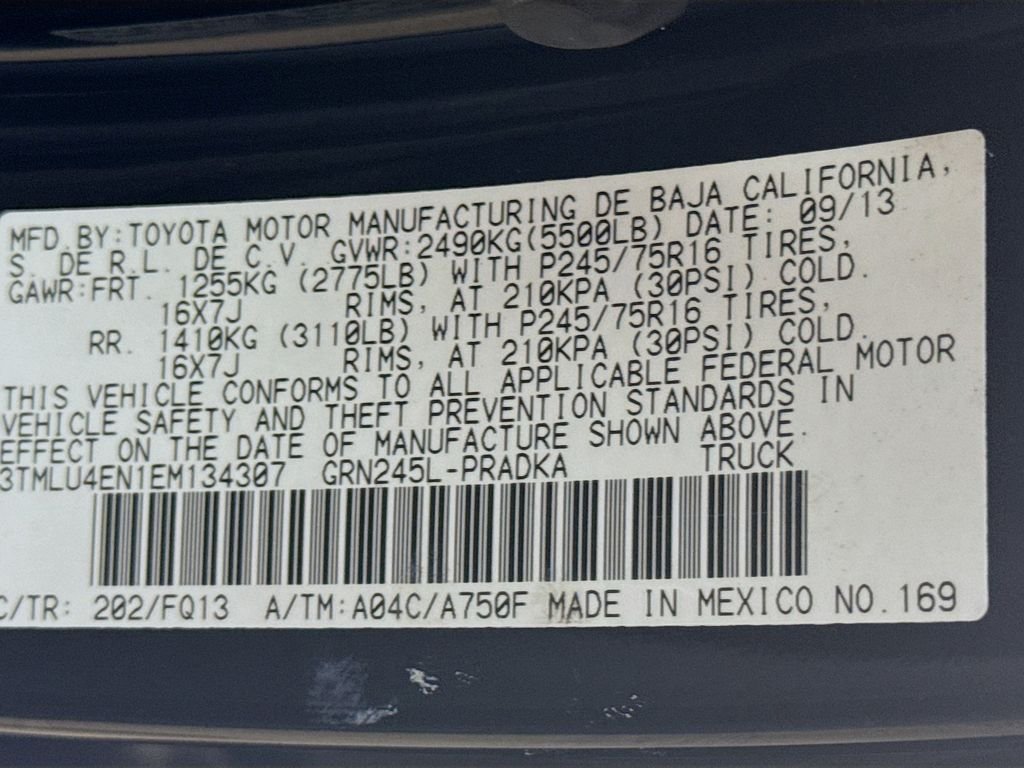 MFD.BY:TOYOTA MOTOR MANUFACTURING DE BAJA CALIFORNIA,
S. DE R.L. DE C.V. GVWR:2490KG(5500LB) DATE: 09/13
GAWR:FRT. 1255KG (2775LB) WITH P245/75R16 TIRES,
16X7J RIMS, AT 210KPA (30PSI) COLD.
RR. 1410KG (3110LB) WITH P245/75R16 TIRES,
16X7J RIMS, AT 210KPA (30PSI) COLD.
THIS VEHICLE CONFORMS TO ALL APPLICABLE FEDERAL MOTOR
VEHICLE SAFETY AND THEFT PREVENTION STANDARDS IN
EFFECT ON THE DATE OF MANUFACTURE SHOWN ABOVE.
3TMLU4EN1EM134307 GRN245L-PRADKA TRUCK
C/TR: 202/FQ13 A/TM:A04C/A750F MADE IN MEXICO NO.169